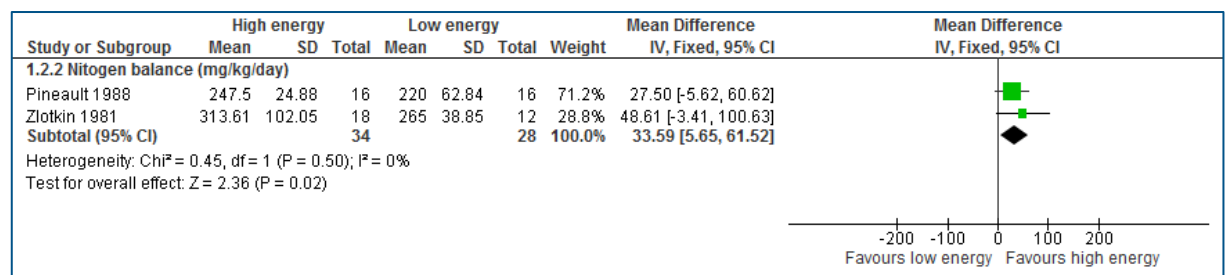 High energy Low energy Mean Difference Mean Difference
Study or Subgroup Mean SD Total Mean SD Total Weight IV, Fixed, 95% CI IV, Fixed, 95% CI
1.2.2 Nitogen balance (mg/kg/day)
Pineault 1988 247.5 24.88 16 220 62.84 16 71.2% 27.50 [-5.62, 60.62]
Zlotkin 1981 313.61 102.05 18 265 38.85 12 28.8% 48.61 [-3.41, 100.63]
Subtotal (95% CI) 34 28 100.0% 33.59 [5.65, 61.52]
Heterogeneity: Chi² = 0.45, df = 1 (P = 0.50); I² = 0%
Test for overall effect: Z = 2.36 (P = 0.02)
-200 -100 0 100 200
Favours low energy Favours high energy